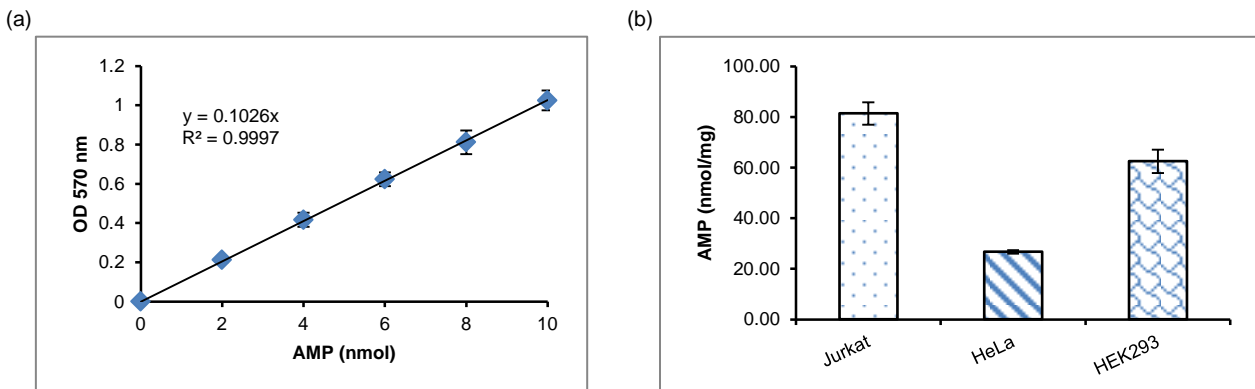 (a)
1.2
1
0.8
0.6
0.4
0.2
0
OD 570 nm
y = 0.1026x
R² = 0.9997
0 2 4 6 8 10
AMP (nmol)
(b)
100.00
80.00
60.00
40.00
20.00
0.00
AMP (nmol/mg)
Jurkat HeLa HEK293